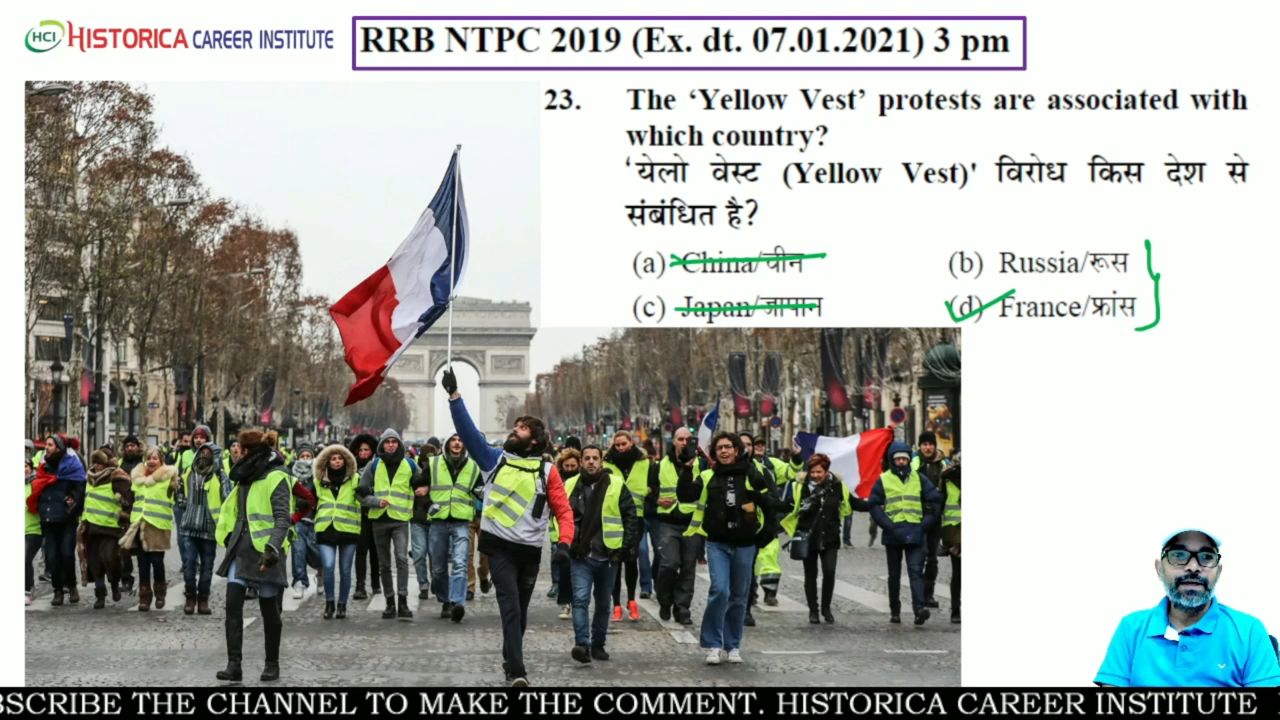 HCI HISTORICA CAREER INSTITUTE
RRB NTPC 2019 (Ex. dt. 07.01.2021) 3 pm
23. The ‘Yellow Vest’ protests are associated with
which country?
‘येलो वेस्ट (Yellow Vest)' विरोध किस देश से
संबंधित है?
(a) China/चीन (b) Russia/रूस
(c) Japan/जापान (d) France/फ्रांस
BSCRIBE THE CHANNEL TO MAKE THE COMMENT. HISTORICA CAREER INSTITUTE